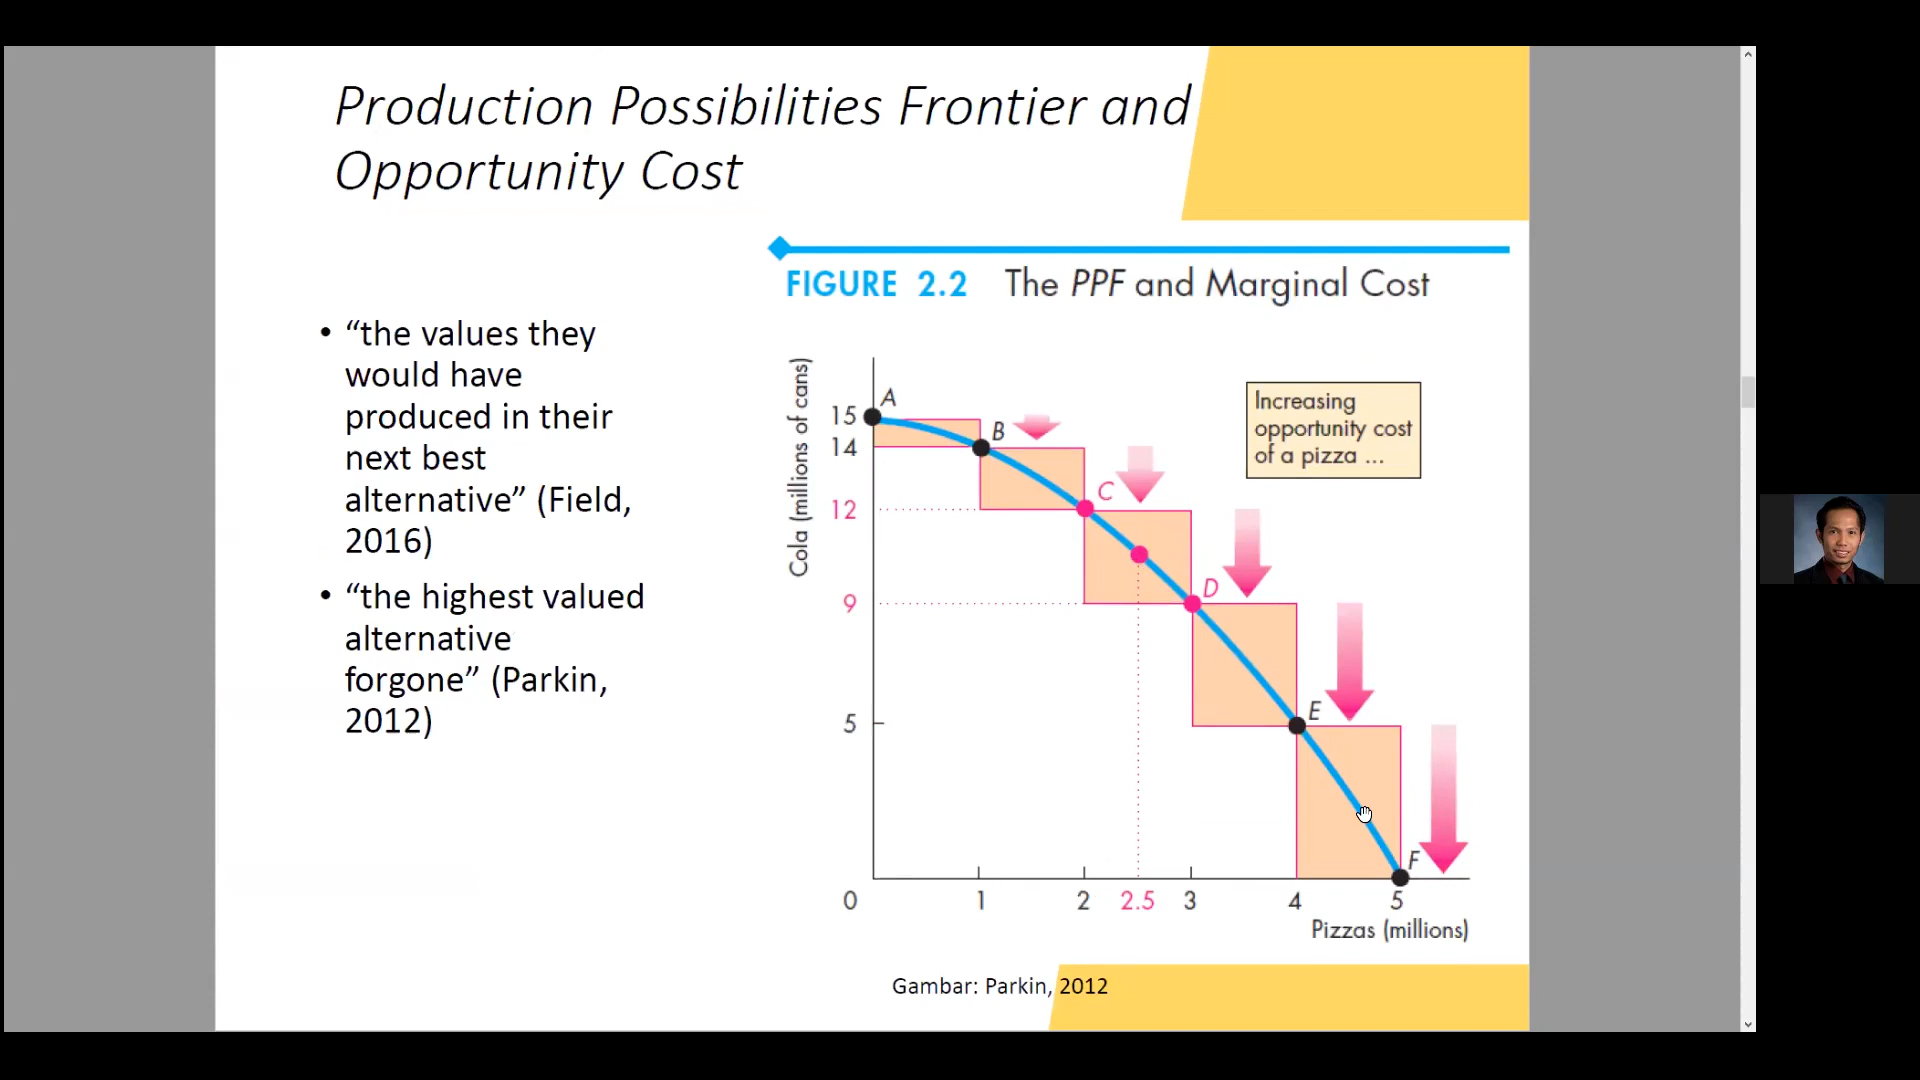 Production Possibilities Frontier and
Opportunity Cost
• “the values they
would have
produced in their
next best
alternative” (Field,
2016)
• “the highest valued
alternative
forgone” (Parkin,
2012)
FIGURE 2.2 The PPF and Marginal Cost
Cola (millions of cans)
Increasing
opportunity cost
of a pizza ...
15
14
12
9
5
A
B
C
D
E
F
0 1 2 2.5 3 4 5
Pizzas (millions)
Gambar: Parkin, 2012